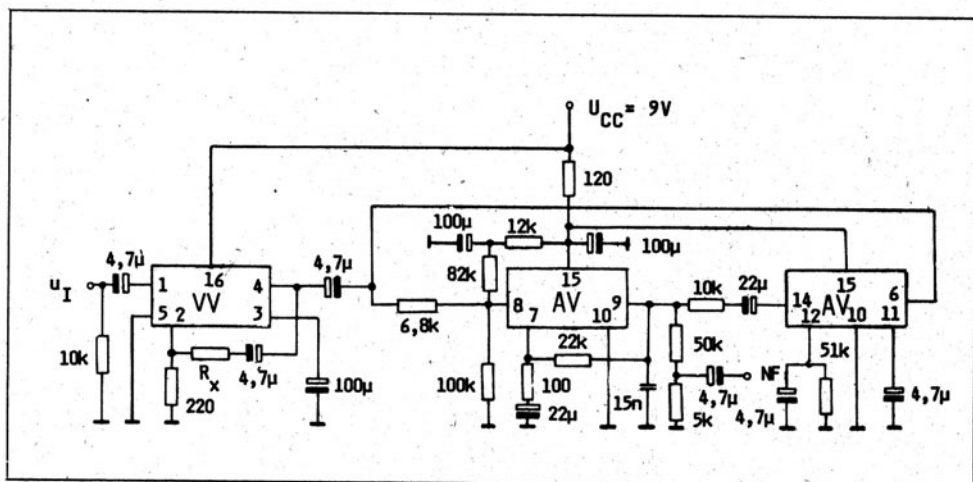 U_CC = 9V
120
100µ
12k
100µ
82k
4,7µ
4,7µ
u_I
1
16
4
VV
5
2
3
15
8
AV
9
7
10
10k
22µ
15
14
AV
6
12
10
11
6,8k
22k
50k
51k
10k
R_x
4,7µ
220
100µ
100k
100
22µ
15n
4,7µ
NF
5k
4,7µ
4,7µ